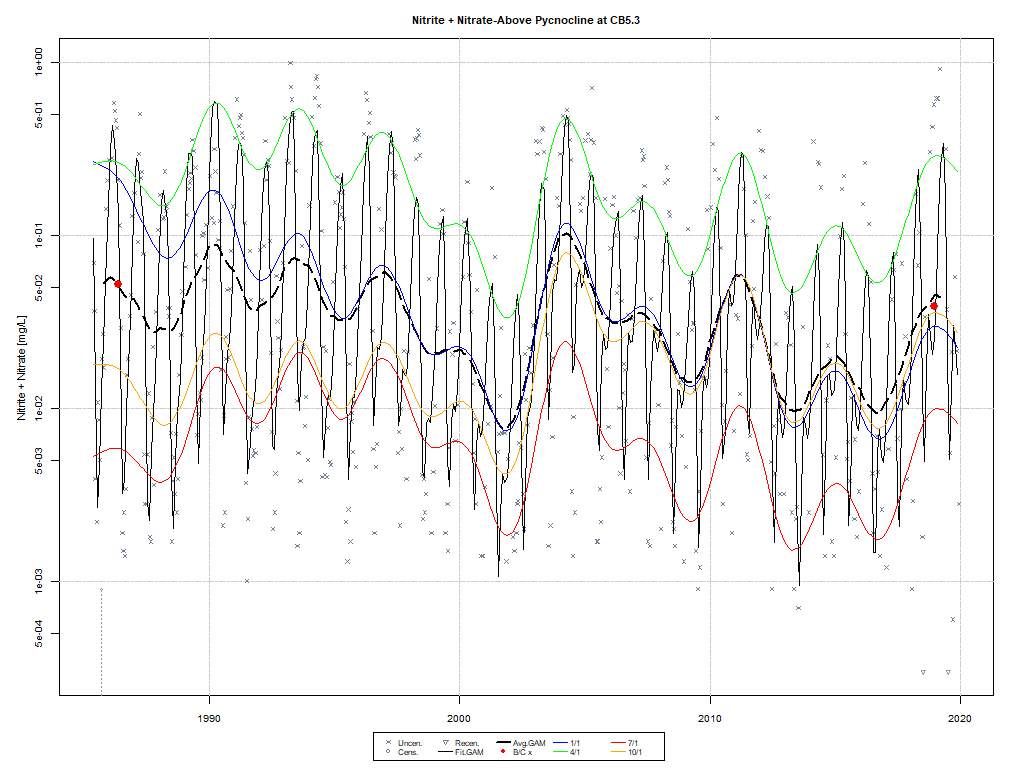 Nitrite + Nitrate-Above Pycnocline at CB5.3
Nitrite + Nitrate [mg/L]
1e+00
5e-01
1e-01
5e-02
1e-02
5e-03
1e-03
5e-04
1990 2000 2010 2020
Uncen. Recen. Avg.GAM 1/1 7/1
Cens. Fit.GAM B/C x 4/1 10/1